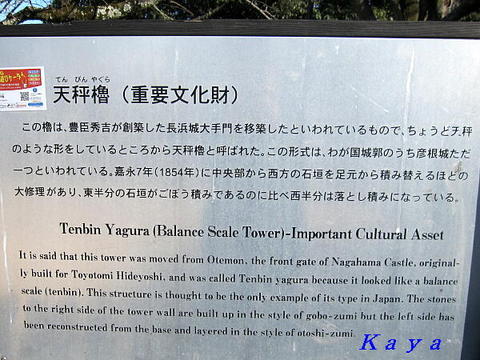 てん びん やぐら
天秤櫓（重要文化財）
この櫓は、豊臣秀吉が創築した長浜城大手門を移築したといわれているもので、ちょうど天秤
のような形をしているところから天秤櫓と呼ばれた。この形式は、わが国城郭のうち彦根城ただ
一つといわれている。嘉永7年(1854年)に中央部から西方の石垣を足元から積み替えるほどの
大修理があり、東半分の石垣がごぼう積みであるのに比べ西半分は落とし積みになっている。
Tenbin Yagura (Balance Scale Tower)-Important Cultural Asset
It is said that this tower was moved from Otemon, the front gate of Nagahama Castle, original-
ly built for Toyotomi Hideyoshi, and was called Tenbin yagura because it looked like a balance
scale (tenbin). This structure is thought to be the only example of its type in Japan. The stones
to the right side of the tower wall are built up in the style of gobo-zumi but the left side has
been reconstructed from the base and layered in the style of otoshi-zumi.
Kaya